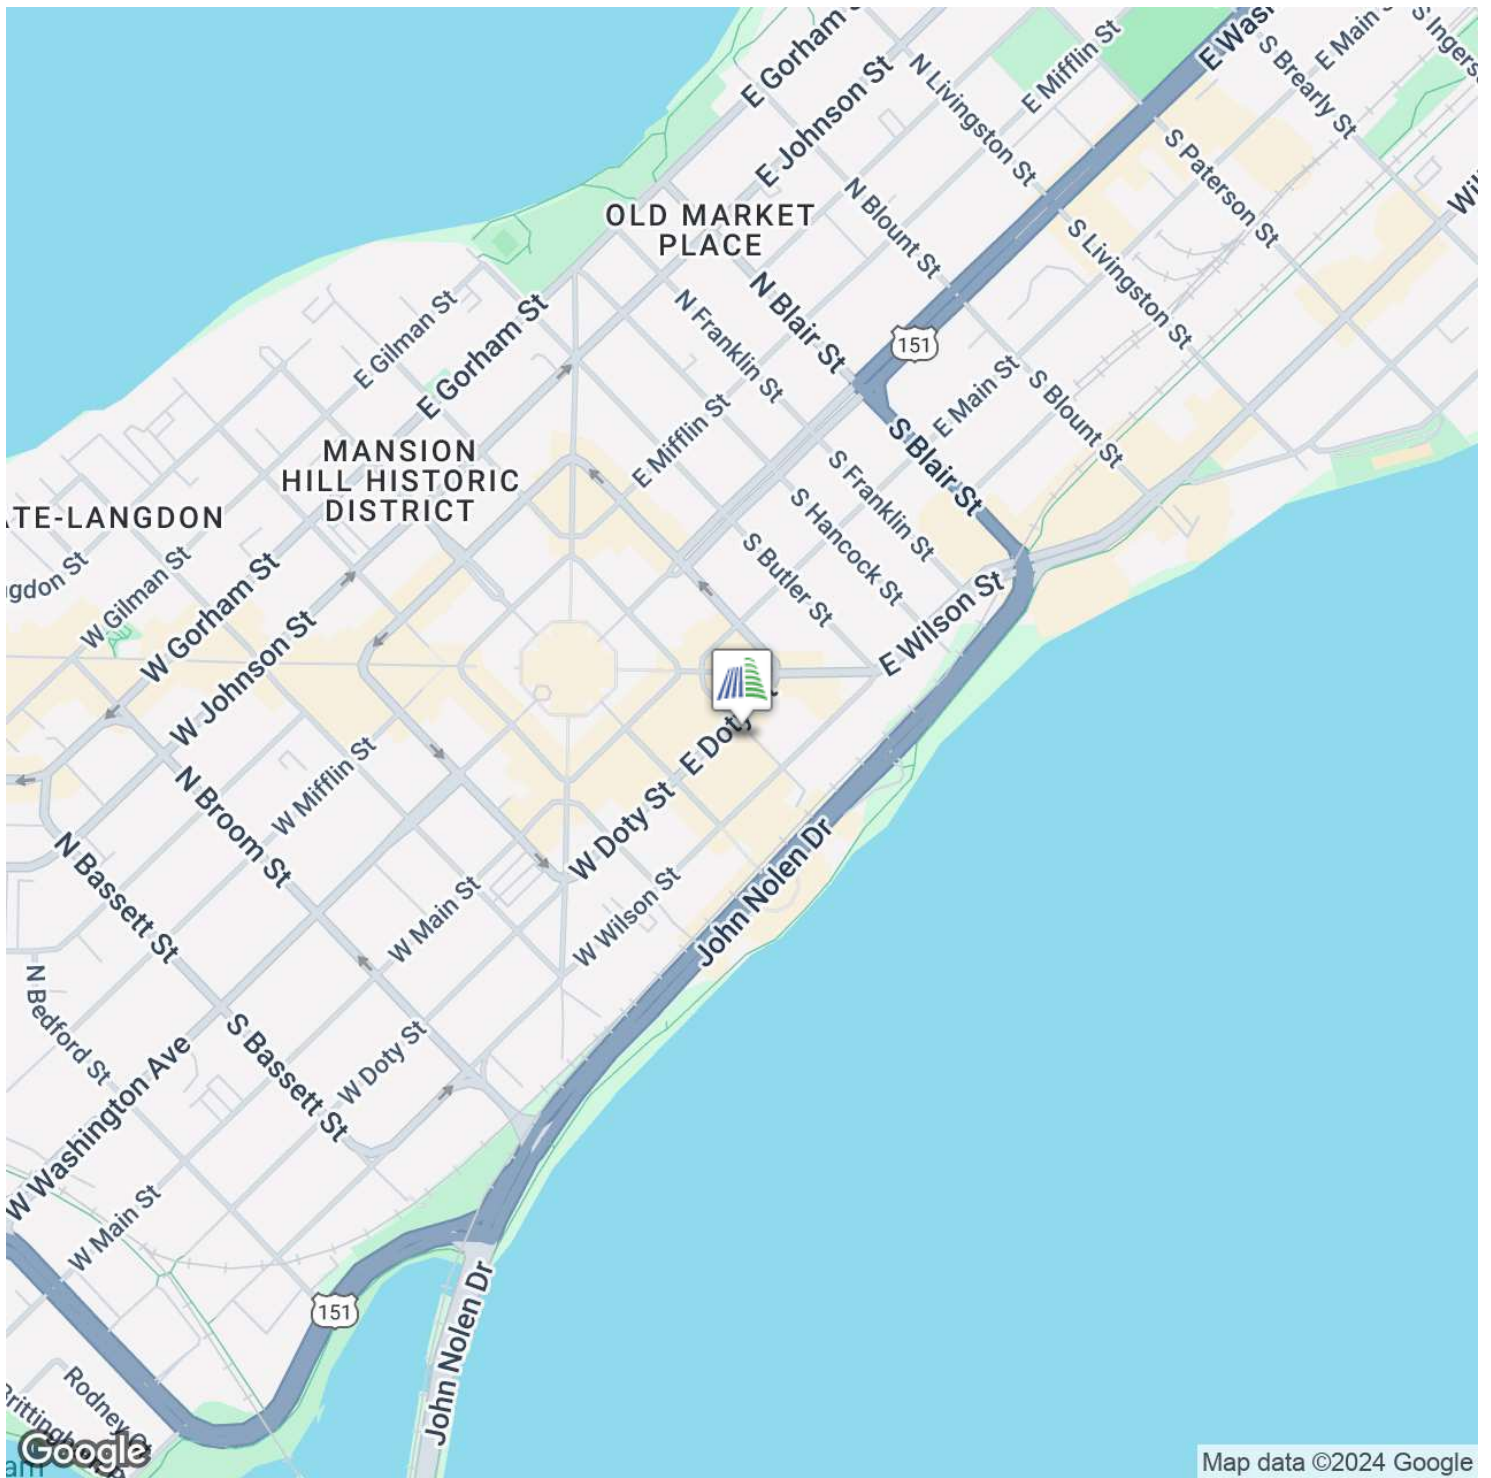 E Gorham S
E Johnson St
N Livingston St
E Mifflin St
E Was
S Brearly St
E Main S
S Ingers
S Paterson St
Will
OLD MARKET
PLACE
N Blount St
S Livingston St
N Blair St
N Franklin St
E Gilman St
E Gorham St
151
E Main St
S Blount St
S Blair St
E Mifflin St
S Franklin St
S Hancock St
S Butler St
MANSION
HILL HISTORIC
DISTRICT
TE-LANGDON
gdon St
W Gilman St
W Gorham St
W Johnson St
E Wilson St
E Doty
W Doty St
W Mifflin St
N Broom St
N Bassett St
W Main St
W Wilson St
John Nolen Dr
N Bedford St
S Bassett St
W Doty St
W Washington Ave
W Main St
151
John Nolen Dr
Rodney Ct
Google
am
Map data ©2024 Google